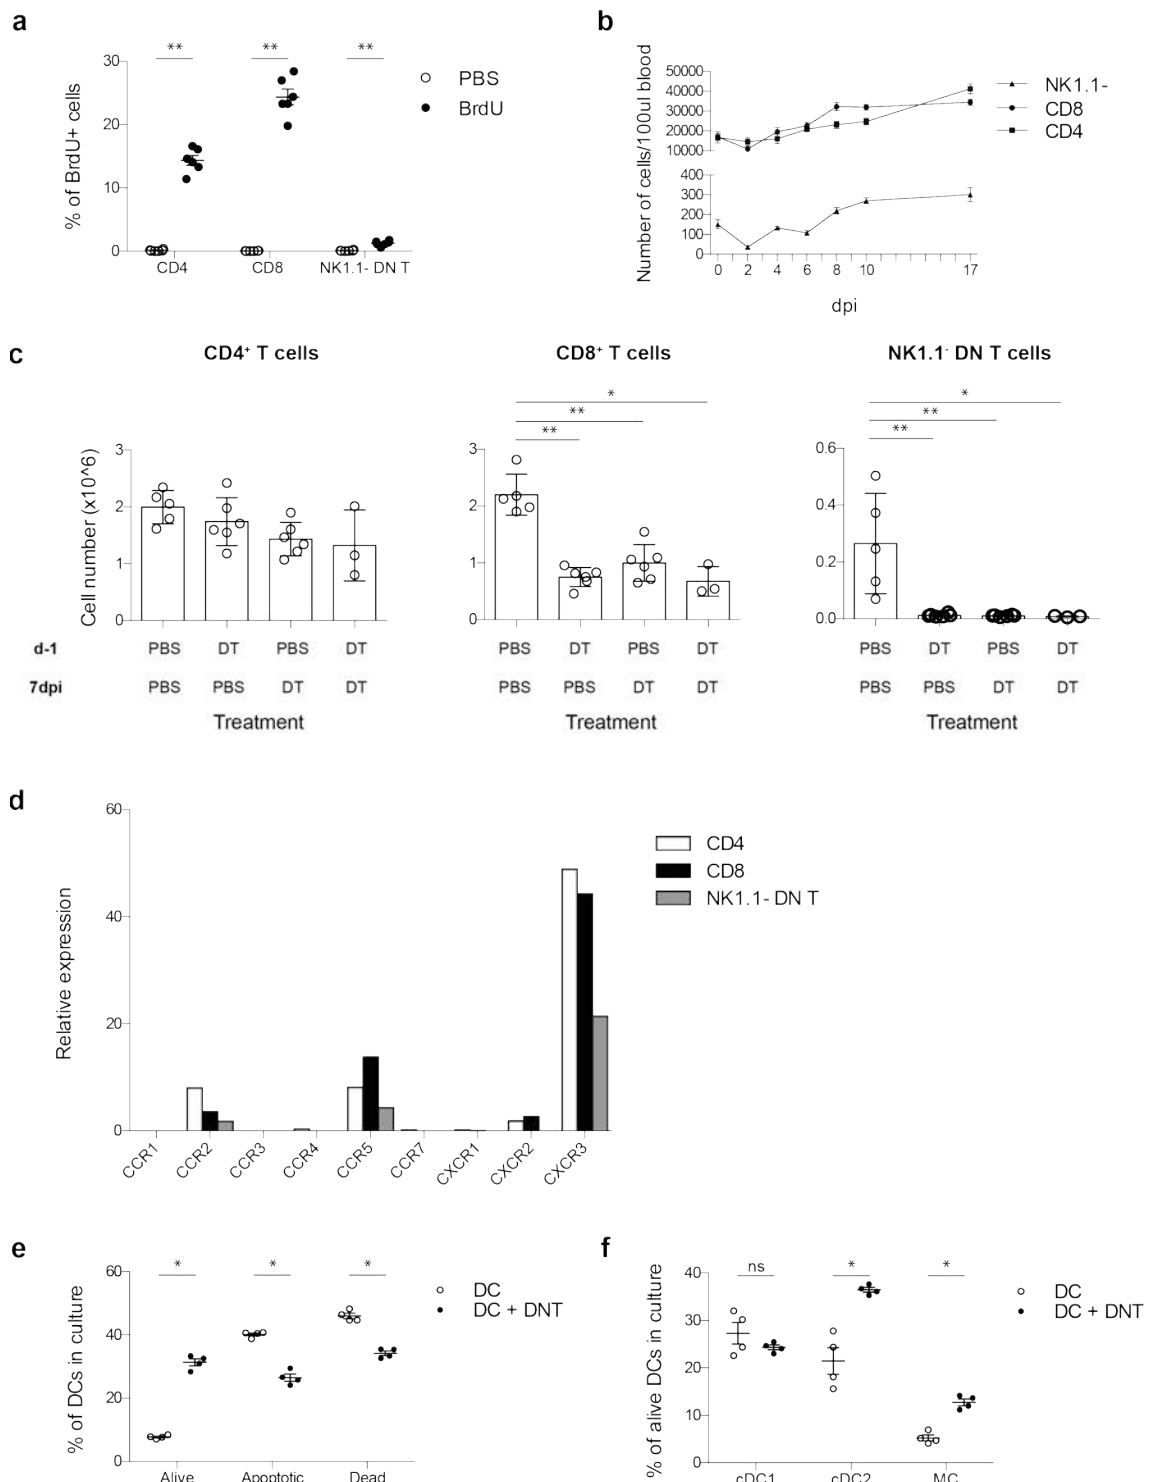 a
** ** **
30
20
10
0
% of BrdU+ cells
CD4 CD8 NK1.1- DN T
PBS
BrdU
b
Number of cells/100ul blood
50000
40000
30000
20000
10000
400
300
200
100
0
0 2 4 6 8 10 17
dpi
NK1.1-
CD8
CD4
c
CD4+ T cells
CD8+ T cells
NK1.1- DN T cells
*
**
**
*
**
**
Cell number (x10^6)
3
2
1
0
3
2
1
0
0.6
0.4
0.2
0.0
d-1 PBS DT PBS DT PBS DT PBS DT PBS DT PBS DT
7dpi PBS PBS DT DT PBS PBS DT DT PBS PBS DT DT
Treatment Treatment Treatment
d
60
40
20
0
Relative expression
CCR1 CCR2 CCR3 CCR4 CCR5 CCR7 CXCR1 CXCR2 CXCR3
CD4
CD8
NK1.1- DN T
e
* * *
60
40
20
0
% of DCs in culture
Alive Apoptotic Dead
DC
DC + DNT
f
ns * *
40
30
20
10
0
% of alive DCs in culture
cDC1 cDC2 MC
DC
DC + DNT